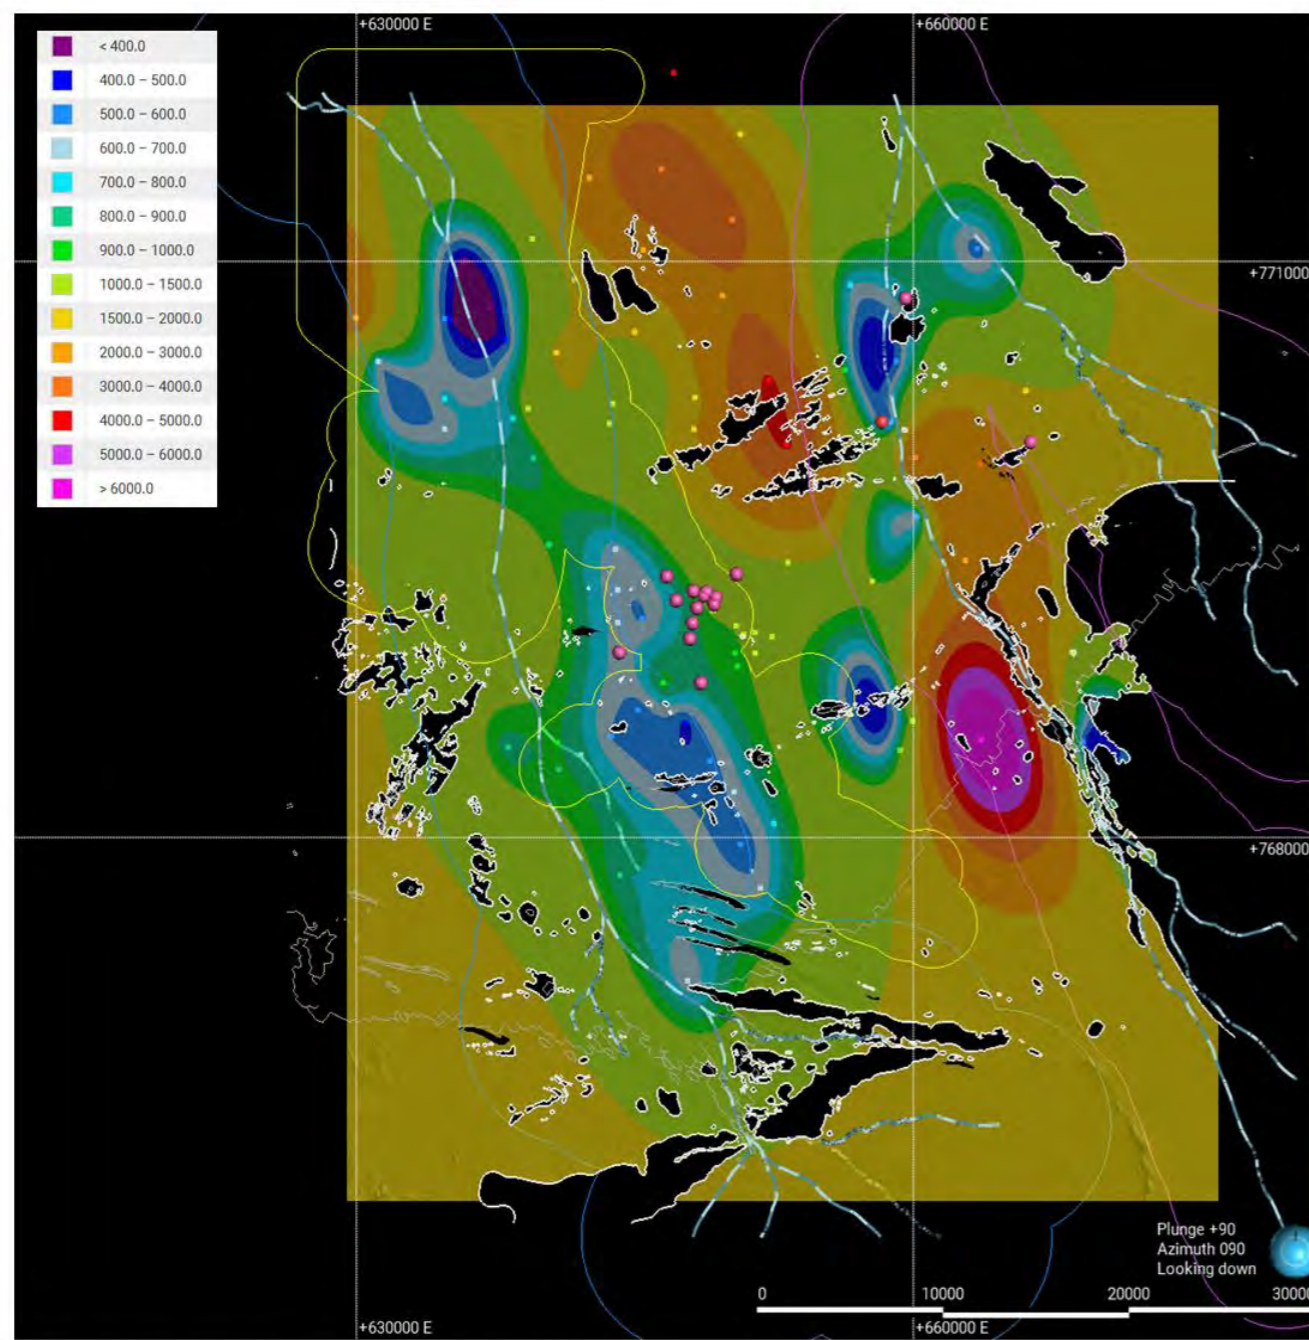 +630000 E
+660000 E
< 400.0
400.0 – 500.0
500.0 – 600.0
600.0 – 700.0
700.0 – 800.0
800.0 – 900.0
900.0 – 1000.0
1000.0 – 1500.0
1500.0 – 2000.0
2000.0 – 3000.0
3000.0 – 4000.0
4000.0 – 5000.0
5000.0 – 6000.0
> 6000.0
+771000
+768000
Plunge +90
Azimuth 090
Looking down
0 10000 20000 30000
+630000 E
+660000 E